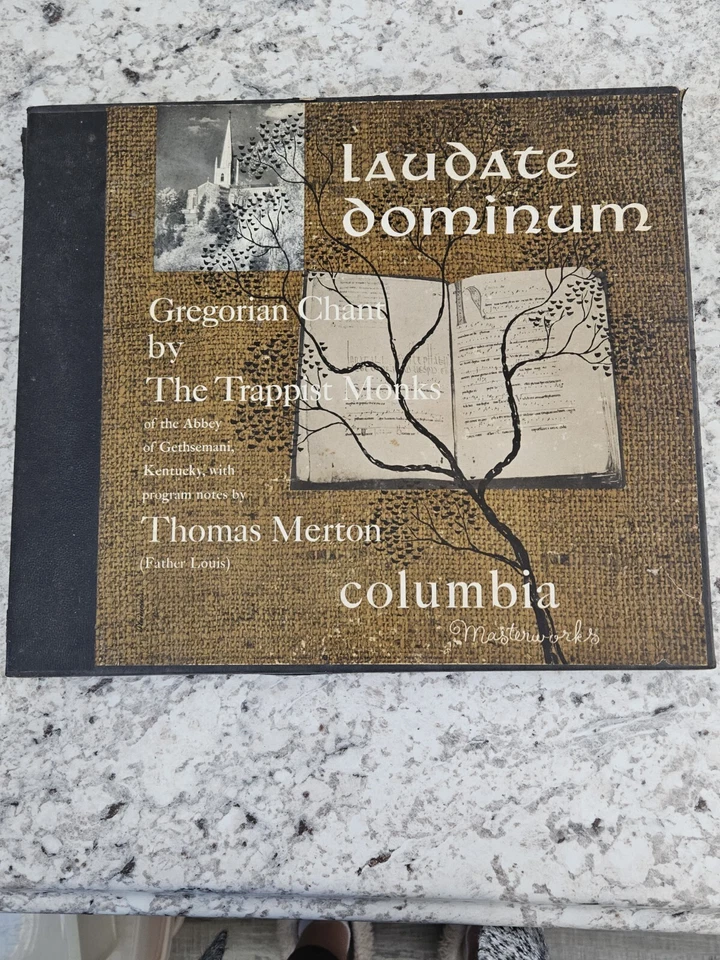 laudate
dominum
Gregorian Chant
by
The Trappist Monks
of the Abbey
of Gethsemani,
Kentucky, with
program notes by
Thomas Merton
(Father Louis)
columbia
Masterworks